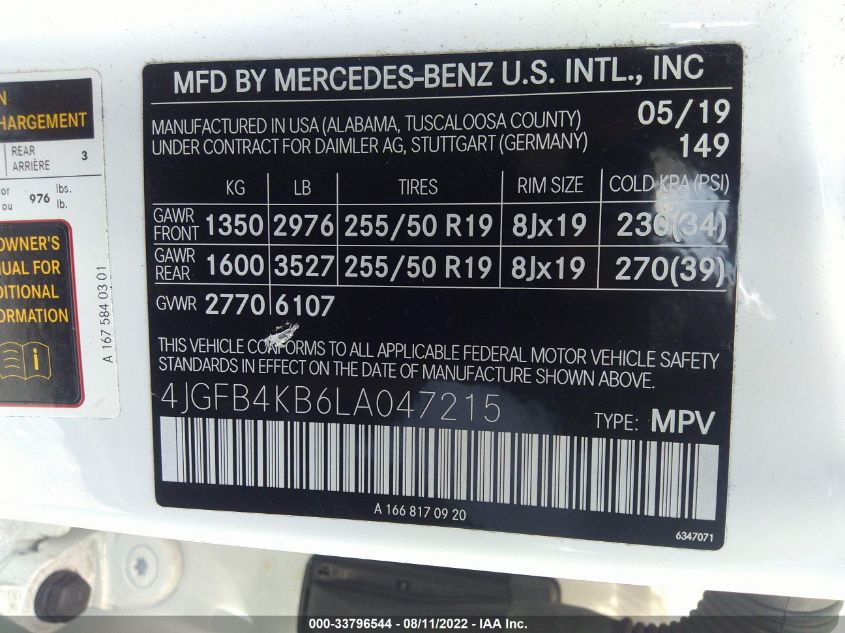 N
HARGEMENT
REAR
ARRIÈRE 3
or
ou 976 lbs.
lb.
OWNER'S
NUAL FOR
DITIONAL
FORMATION
A 167 584 03 01
MFD BY MERCEDES-BENZ U.S. INTL., INC
MANUFACTURED IN USA (ALABAMA, TUSCALOOSA COUNTY) 05/19
UNDER CONTRACT FOR DAIMLER AG, STUTTGART (GERMANY) 149
KG LB TIRES RIM SIZE COLD KPA (PSI)
GAWR FRONT 1350 2976 255/50 R19 8Jx19 230(34)
GAWR REAR 1600 3527 255/50 R19 8Jx19 270(39)
GVWR 2770 6107
THIS VEHICLE CONFORMS TO ALL APPLICABLE FEDERAL MOTOR VEHICLE SAFETY
STANDARDS IN EFFECT ON THE DATE OF MANUFACTURE SHOWN ABOVE.
4JGFB4KB6LA047215 TYPE: MPV
A 166 817 09 20
6347071
000-33796544 - 08/11/2022 - IAA Inc.